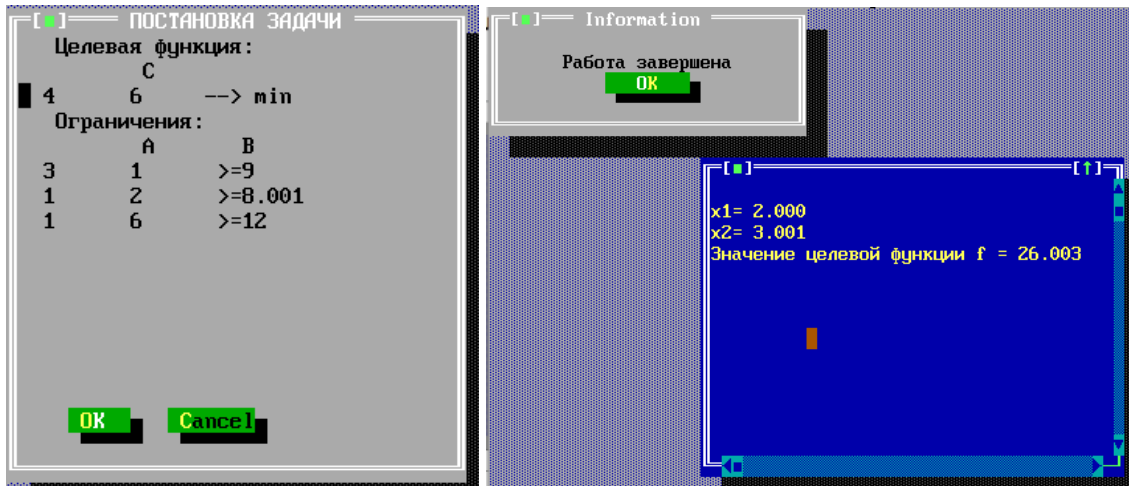 [■] ПОСТАНОВКА ЗАДАЧИ
Целевая функция:
C
4 6 --> min
Ограничения:
A B
3 1 >=9
1 2 >=8.001
1 6 >=12
OK Cancel
[■] Information
Работа завершена
OK
[■] [↑]
x1= 2.000
x2= 3.001
Значение целевой функции f = 26.003